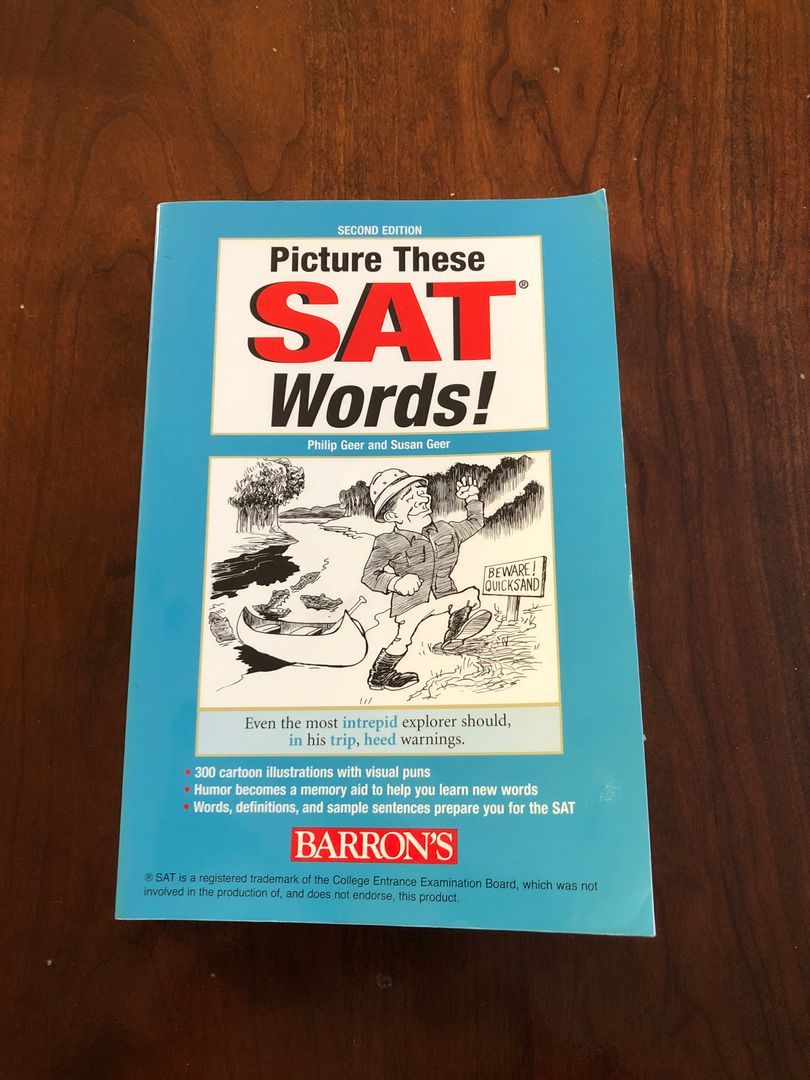 SECOND EDITION
Picture These
SAT®
Words!
Philip Geer and Susan Geer
BEWARE!
QUICKSAND
Even the most intrepid explorer should,
in his trip, heed warnings.
• 300 cartoon illustrations with visual puns
• Humor becomes a memory aid to help you learn new words
• Words, definitions, and sample sentences prepare you for the SAT
BARRON'S
® SAT is a registered trademark of the College Entrance Examination Board, which was not
involved in the production of, and does not endorse, this product.